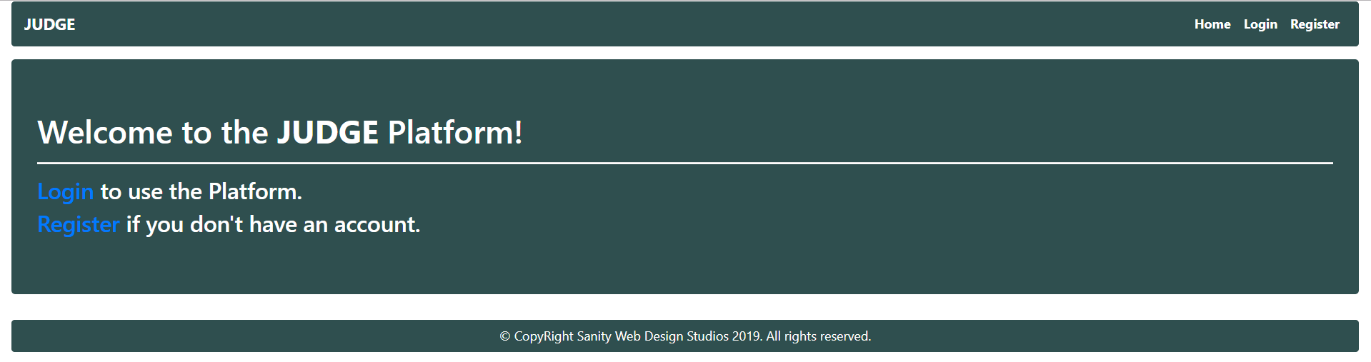 JUDGE
Home Login Register
Welcome to the JUDGE Platform!
Login to use the Platform.
Register if you don't have an account.
© CopyRight Sanity Web Design Studios 2019. All rights reserved.